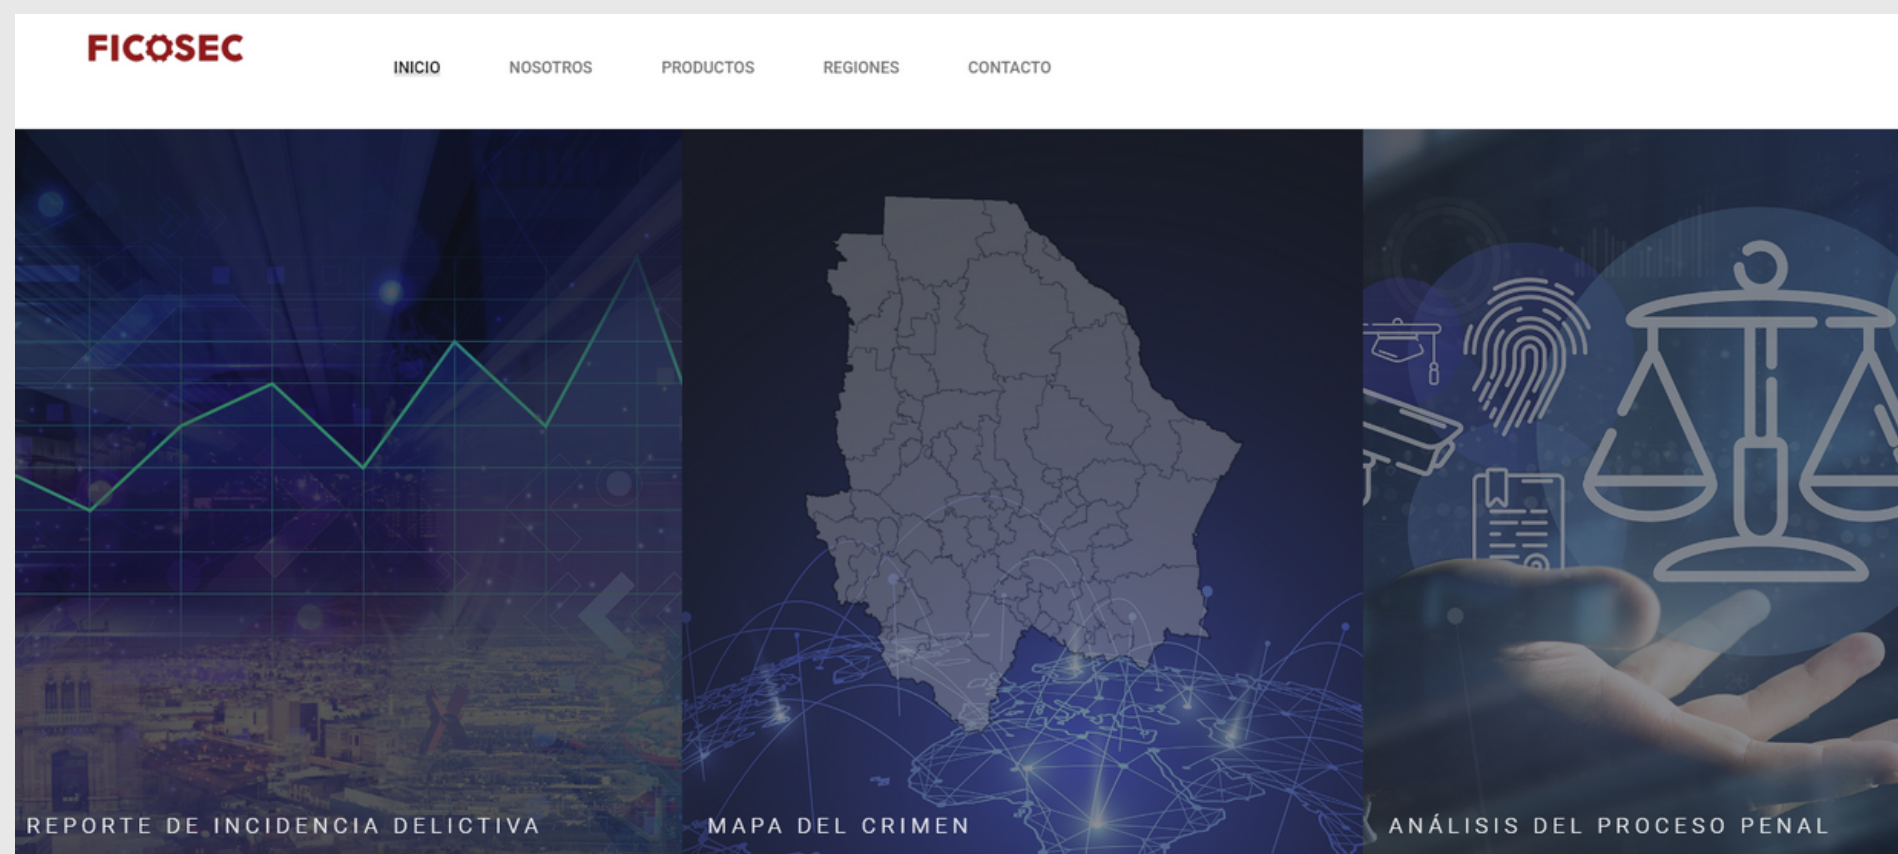 FICOSEC
INICIO NOSOTROS PRODUCTOS REGIONES CONTACTO
REPORTE DE INCIDENCIA DELICTIVA
MAPA DEL CRIMEN
ANÁLISIS DEL PROCESO PENAL